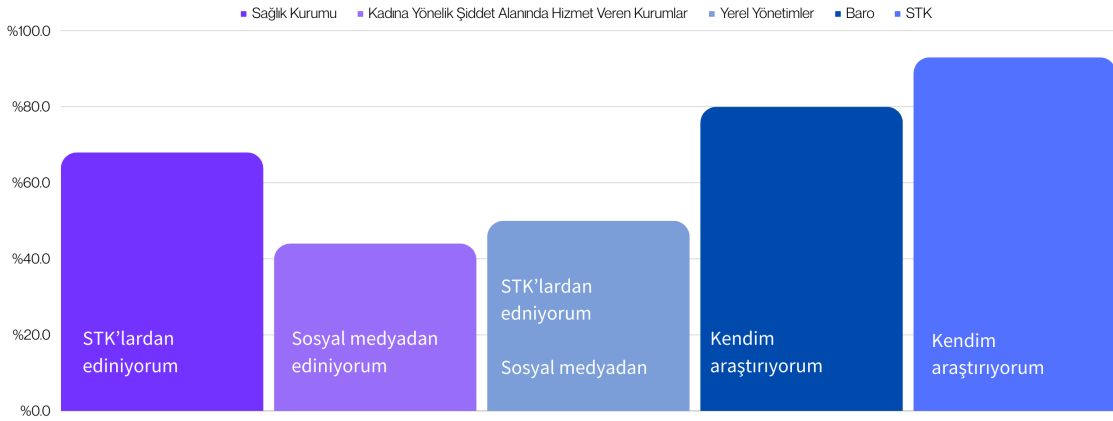 Sağlık Kurumu Kadına Yönelik Şiddet Alanında Hizmet Veren Kurumlar Yerel Yönetimler Baro STK
%100.0
%80.0
%60.0
%40.0
%20.0
%0.0
STK’lardan
ediniyorum
Sosyal medyadan
ediniyorum
STK’lardan
edniyorum
Sosyal medyadan
Kendim
araştırıyorum
Kendim
araştırıyorum